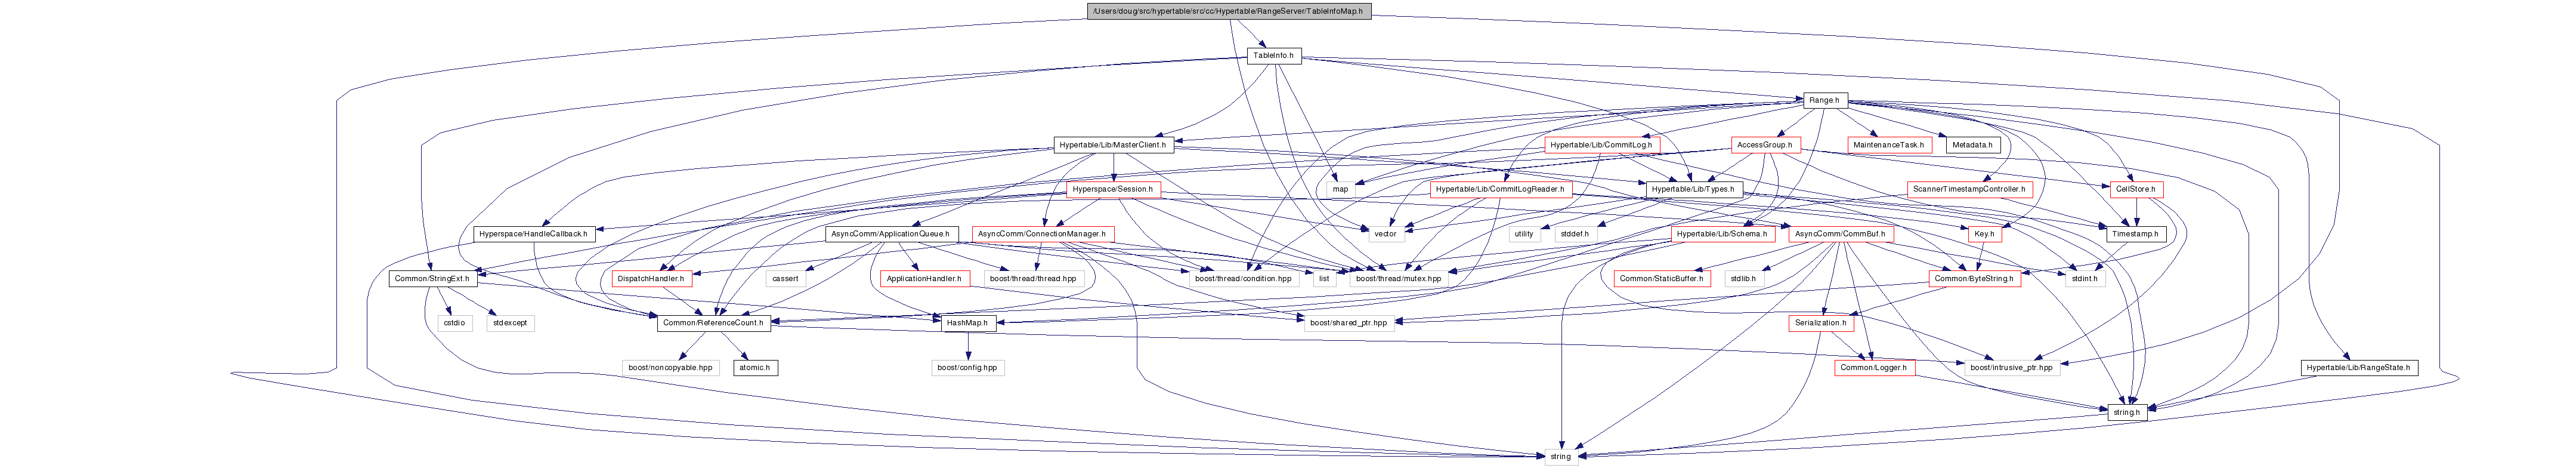 /Users/doug/src/hypertable/src/cc/Hypertable/RangeServer/TableInfoMap.h
TableInfo.h
Range.h
Hypertable/Lib/MasterClient.h
Hypertable/Lib/CommitLog.h
AccessGroup.h
MaintenanceTask.h
Metadata.h
Hyperspace/Session.h
map
Hypertable/Lib/CommitLogReader.h
Hypertable/Lib/Types.h
ScannerTimestampController.h
CellStore.h
Hyperspace/HandleCallback.h
AsyncComm/ApplicationQueue.h
AsyncComm/ConnectionManager.h
vector
utility
stddef.h
Hypertable/Lib/Schema.h
AsyncComm/CommBuf.h
Key.h
Timestamp.h
Common/StringExt.h
DispatchHandler.h
cassert
ApplicationHandler.h
boost/thread/thread.hpp
boost/thread/condition.hpp
list
boost/thread/mutex.hpp
Common/StaticBuffer.h
stdlib.h
Common/ByteString.h
stdint.h
cstdio
stdexcept
Common/ReferenceCount.h
HashMap.h
boost/shared_ptr.hpp
Serialization.h
boost/noncopyable.hpp
atomic.h
boost/config.hpp
Common/Logger.h
boost/intrusive_ptr.hpp
Hypertable/Lib/RangeState.h
string.h
string